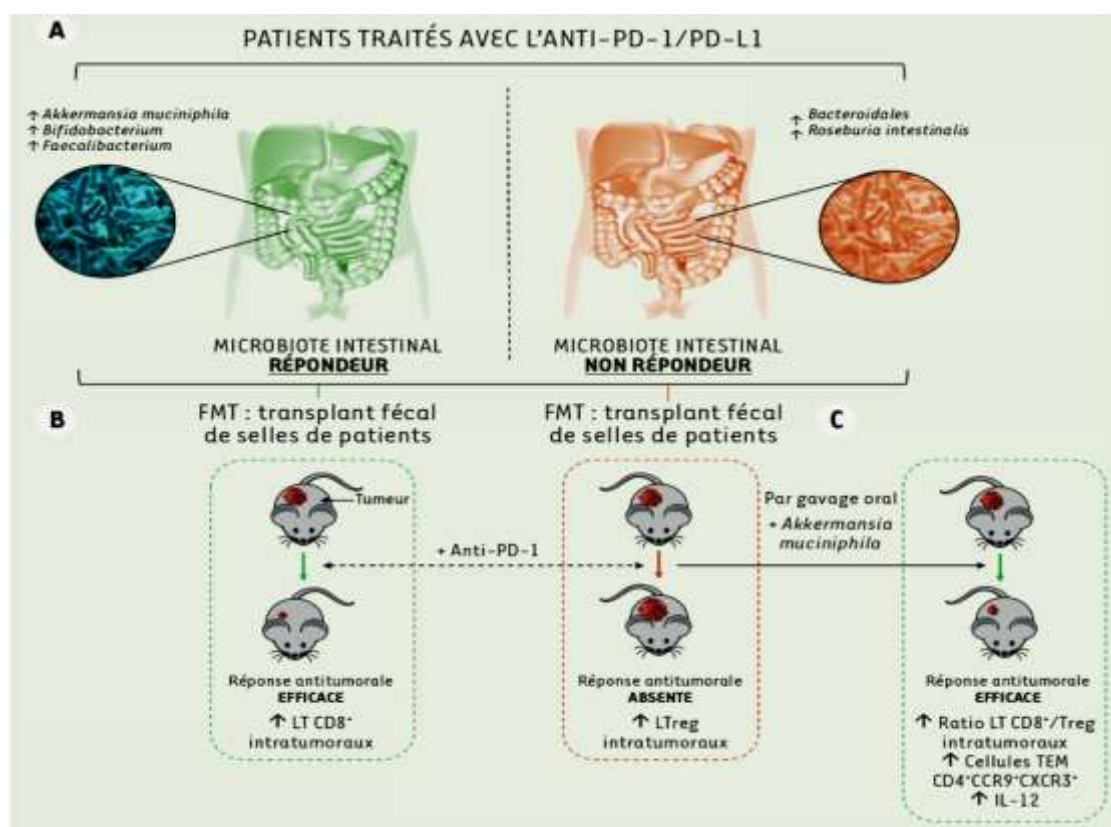 A
PATIENTS TRAITÉS AVEC L'ANTI-PD-1/PD-L1
↑ Akkermansia muciniphila
↑ Bifidobacterium
↑ Faecalibacterium
↑ Bacteroidales
↑ Roseburia intestinalis
MICROBIOTE INTESTINAL
RÉPONDEUR
MICROBIOTE INTESTINAL
NON RÉPONDEUR
B
FMT : transplant fécal
de selles de patients
FMT : transplant fécal
de selles de patients
C
Tumeur
+ Anti-PD-1
Par gavage oral
+ Akkermansia
muciniphila
Réponse antitumorale
EFFICACE
↑ LT CD8⁺
intratumoraux
Réponse antitumorale
ABSENTE
↑ LTreg
intratumoraux
Réponse antitumorale
EFFICACE
↑ Ratio LT CD8⁺/Treg
intratumoraux
↑ Cellules TEM
CD4⁺CCR9⁺CXCR3⁺
↑ IL-12